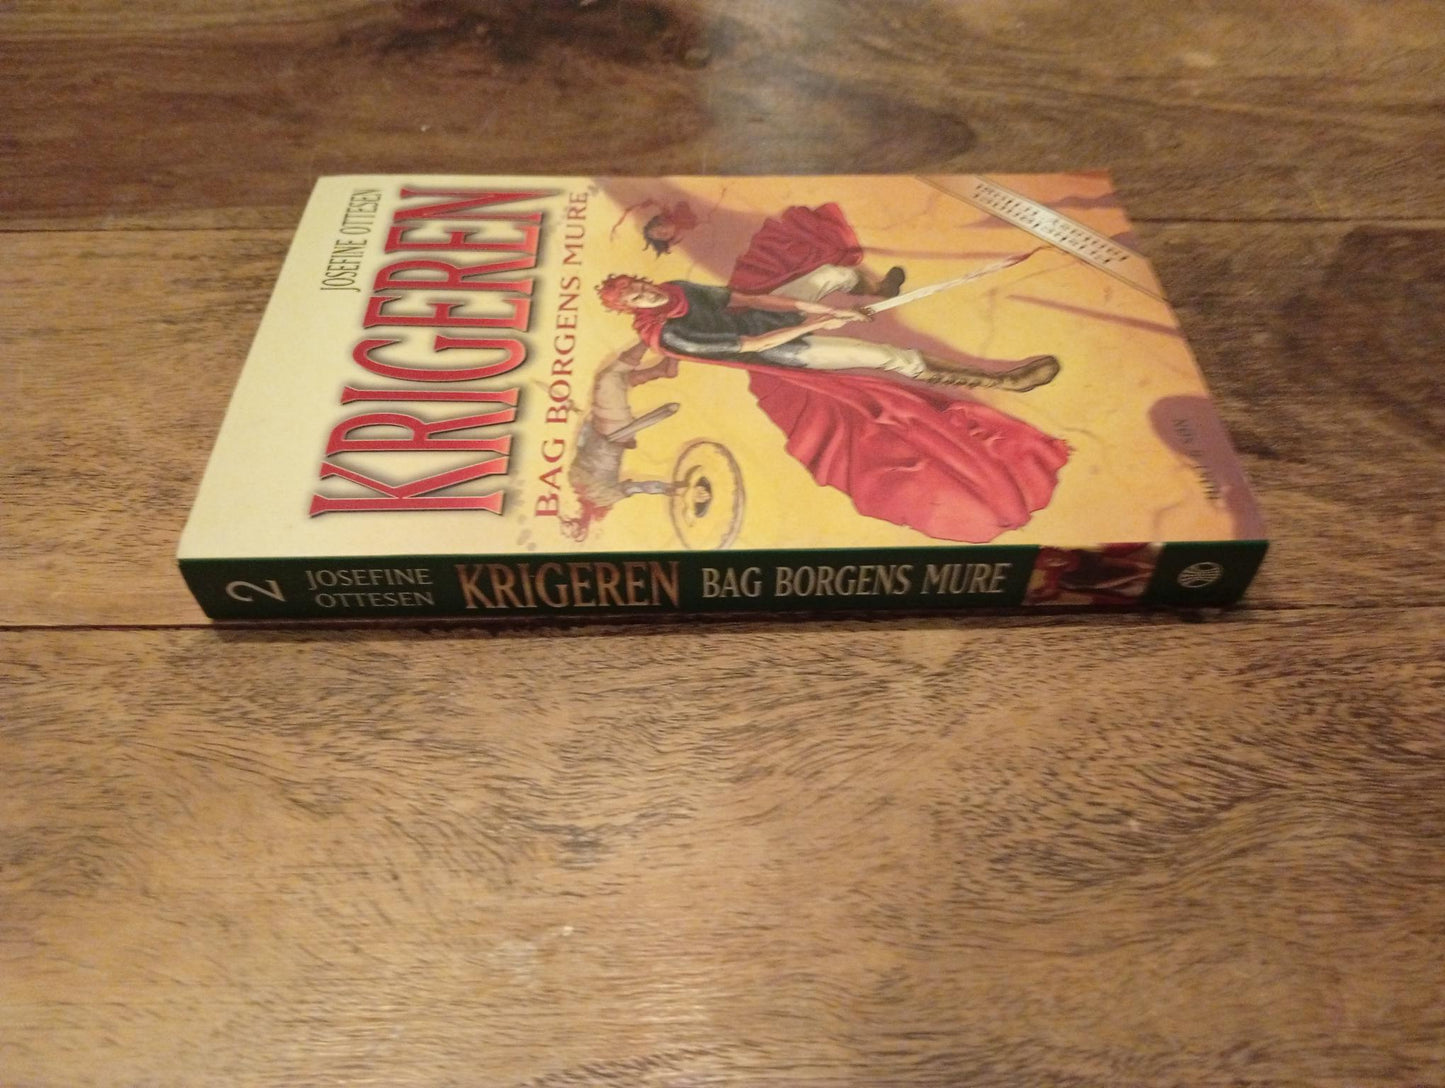 JOSEFINE OTTESEN
KRIGEREN
BAG BORGENS MURE
2
JOSEFINE
OTTESEN
KRIGEREN
BAG BORGENS MURE